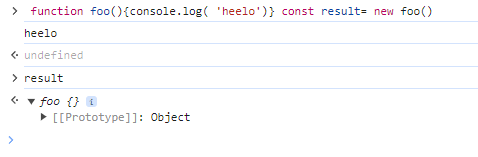 function foo(){console.log( 'heelo')} const result= new foo()
heelo
undefined
result
foo {} i
[[Prototype]]: Object